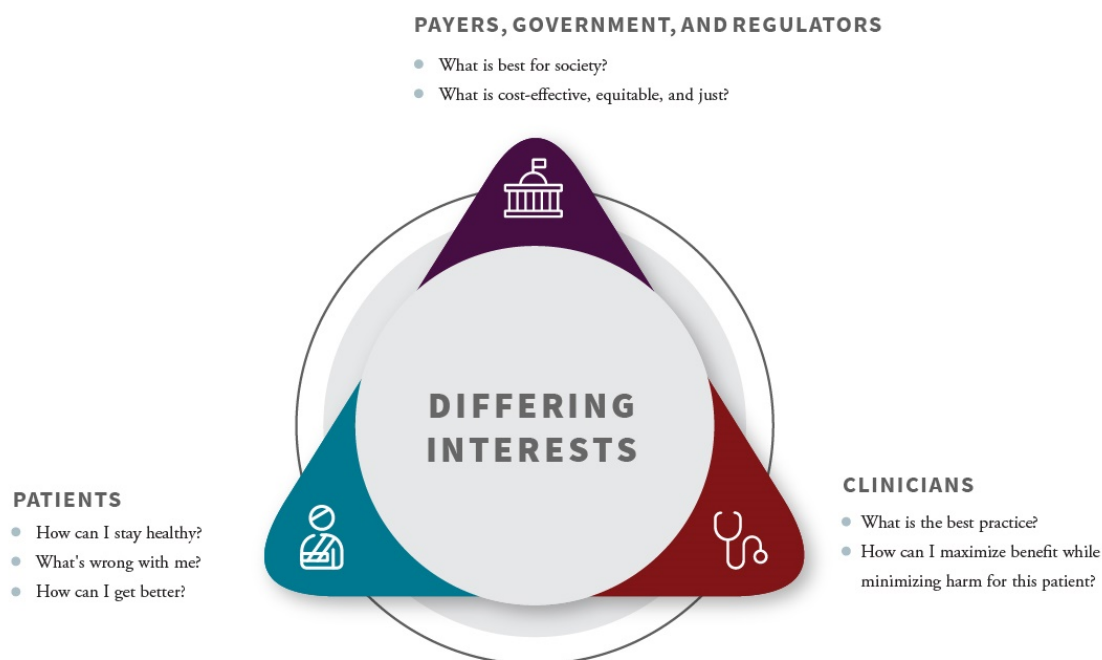 PAYERS, GOVERNMENT, AND REGULATORS
What is best for society?
What is cost-effective, equitable, and just?
DIFFERING
INTERESTS
PATIENTS
How can I stay healthy?
What's wrong with me?
How can I get better?
CLINICIANS
What is the best practice?
How can I maximize benefit while
minimizing harm for this patient?